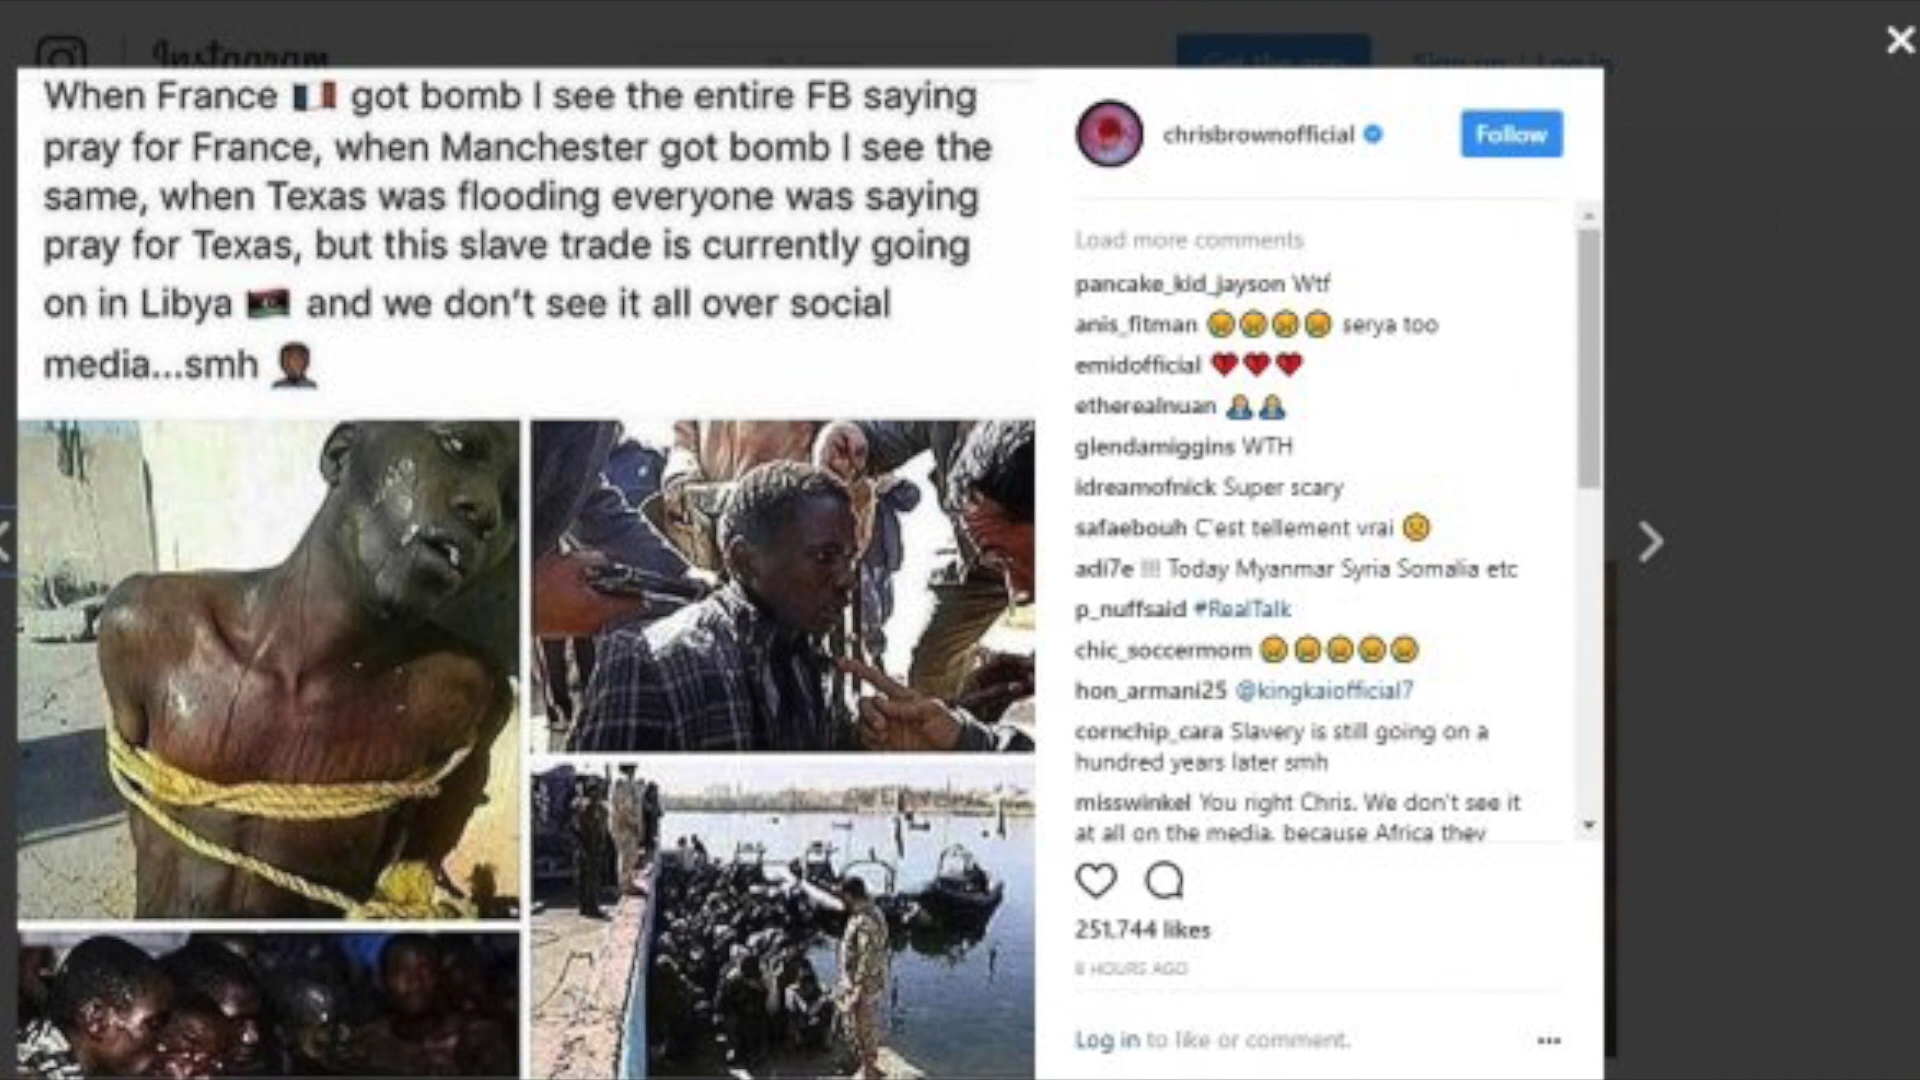 Instagram
When France 🇫🇷 got bomb I see the entire FB saying
pray for France, when Manchester got bomb I see the
same, when Texas was flooding everyone was saying
pray for Texas, but this slave trade is currently going
on in Libya 🇱🇾 and we don't see it all over social
media...smh 🤦🏿
chrisbrownofficial
Follow
Load more comments
pancake_kid_jayson Wtf
anis_fitman 😢😢😢😢 serya too
emidofficial 💔💔💔
etherealnuan 🤦🏼🤦🏼
glendamiggins WTH
idreamofnick Super scary
safaebouh C'est tellement vrai 😟
adi7e !!! Today Myanmar Syria Somalia etc
p_nuffsaid #RealTalk
chic_soccermom 😢😢😢😢😢
hon_armani25 @kingkaiofficial7
cornchip_cara Slavery is still going on a
hundred years later smh
misswinkel You right Chris. We don't see it
at all on the media. because Africa they
251,744 likes
8 HOURS AGO
Log in to like or comment.